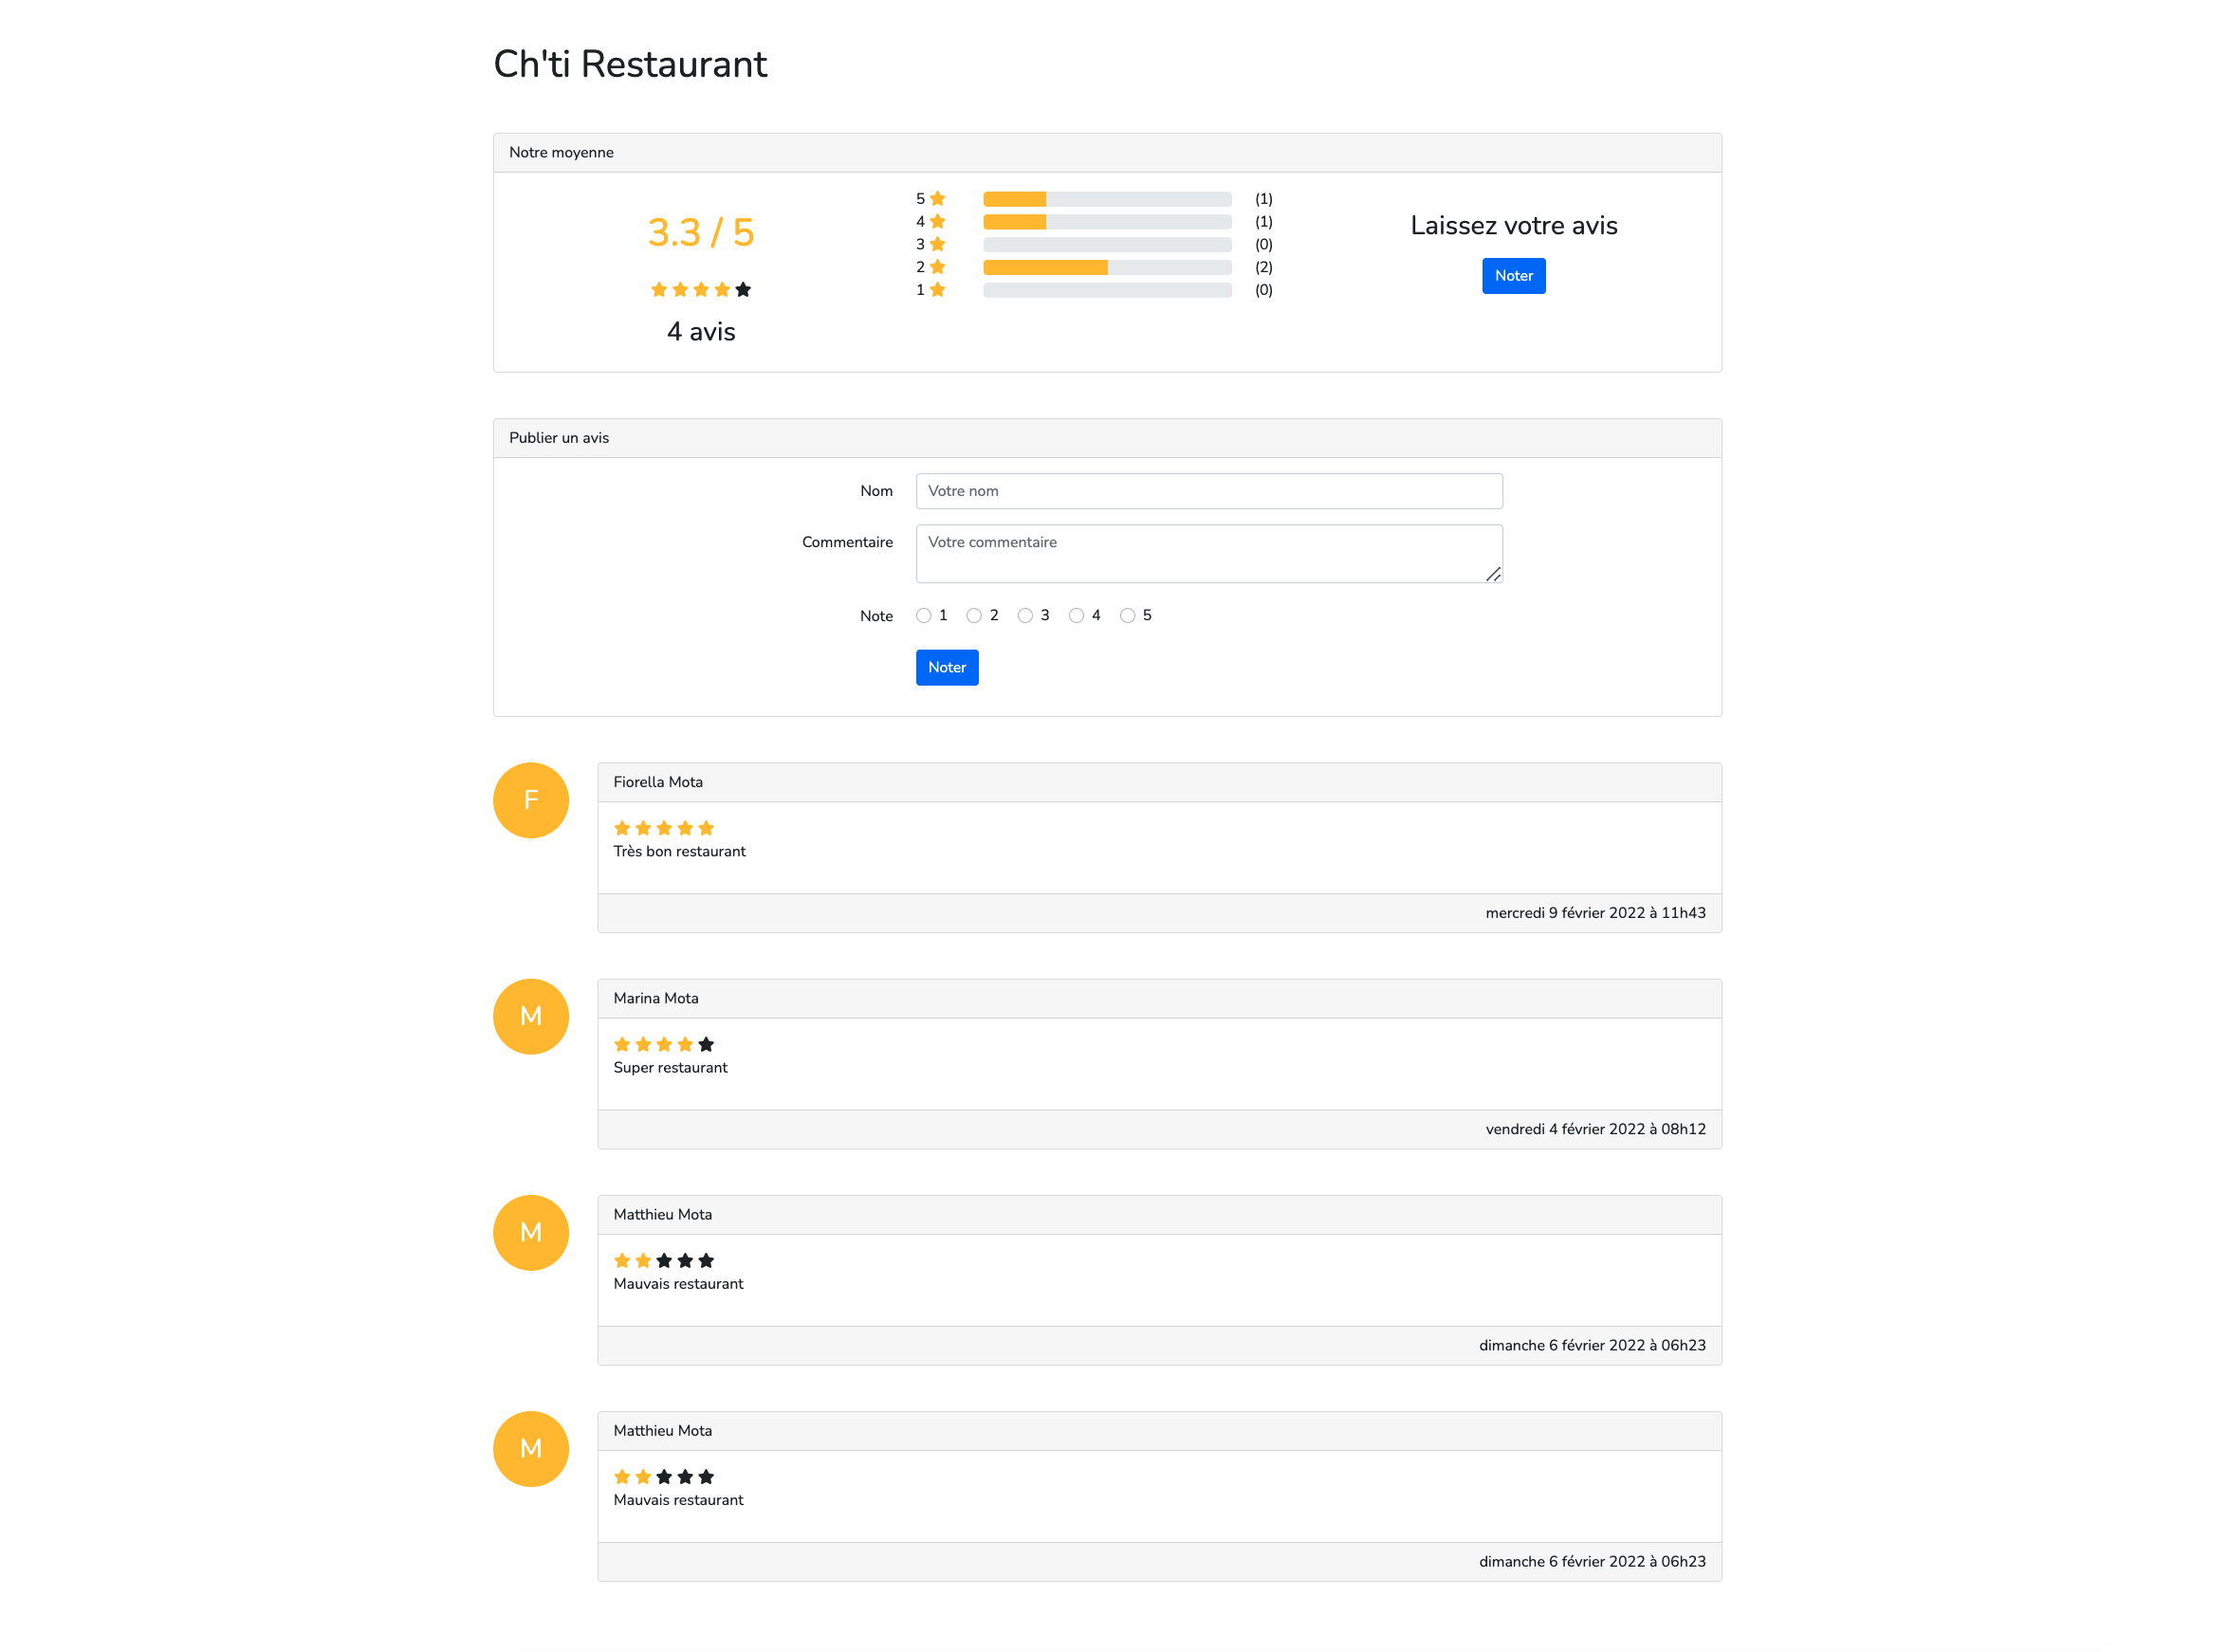 Ch'ti Restaurant
Notre moyenne
3.3 / 5
4 avis
5 (1)
4 (1)
3 (0)
2 (2)
1 (0)
Laissez votre avis
Noter
Publier un avis
Nom Votre nom
Commentaire Votre commentaire
Note 1 2 3 4 5
Noter
F
Fiorella Mota
Très bon restaurant
mercredi 9 février 2022 à 11h43
M
Marina Mota
Super restaurant
vendredi 4 février 2022 à 08h12
M
Matthieu Mota
Mauvais restaurant
dimanche 6 février 2022 à 06h23
M
Matthieu Mota
Mauvais restaurant
dimanche 6 février 2022 à 06h23